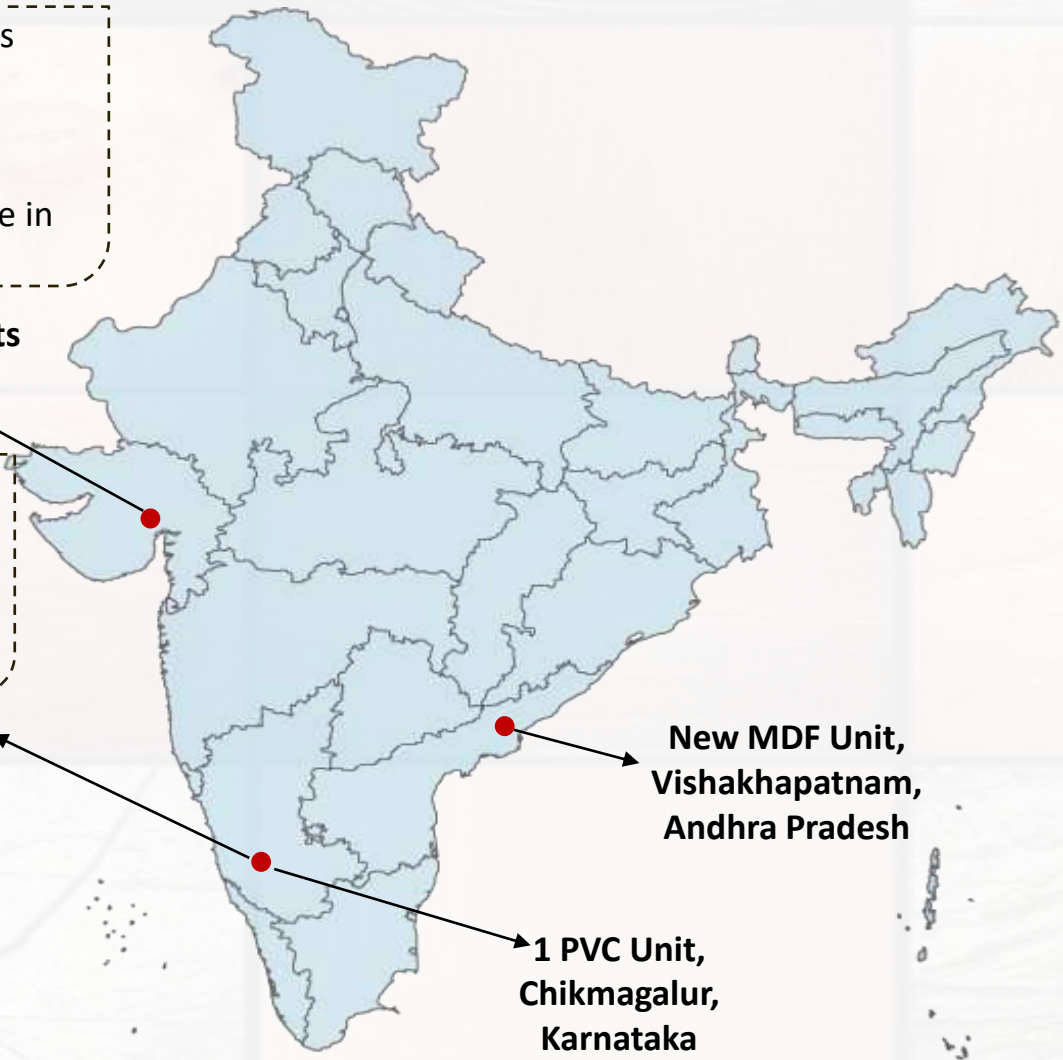 s
e in
ts
New MDF Unit,
Vishakhapatnam,
Andhra Pradesh
1 PVC Unit,
Chikmagalur,
Karnataka